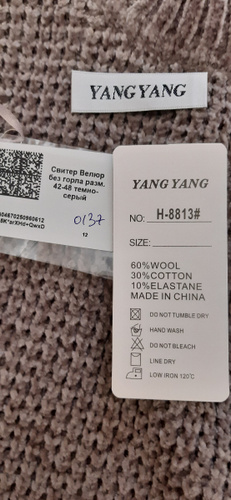 YANG YANG
Свитер Велюр
без горла разм.
42-48 темно-
серый
0137
12
YANG YANG
NO: H-8813#
SIZE:
60%WOOL
30%COTTON
10%ELASTANE
MADE IN CHINA
DO NOT TUMBLE DRY
HAND WASH
DO NOT BLEACH
LINE DRY
LOW IRON 120℃